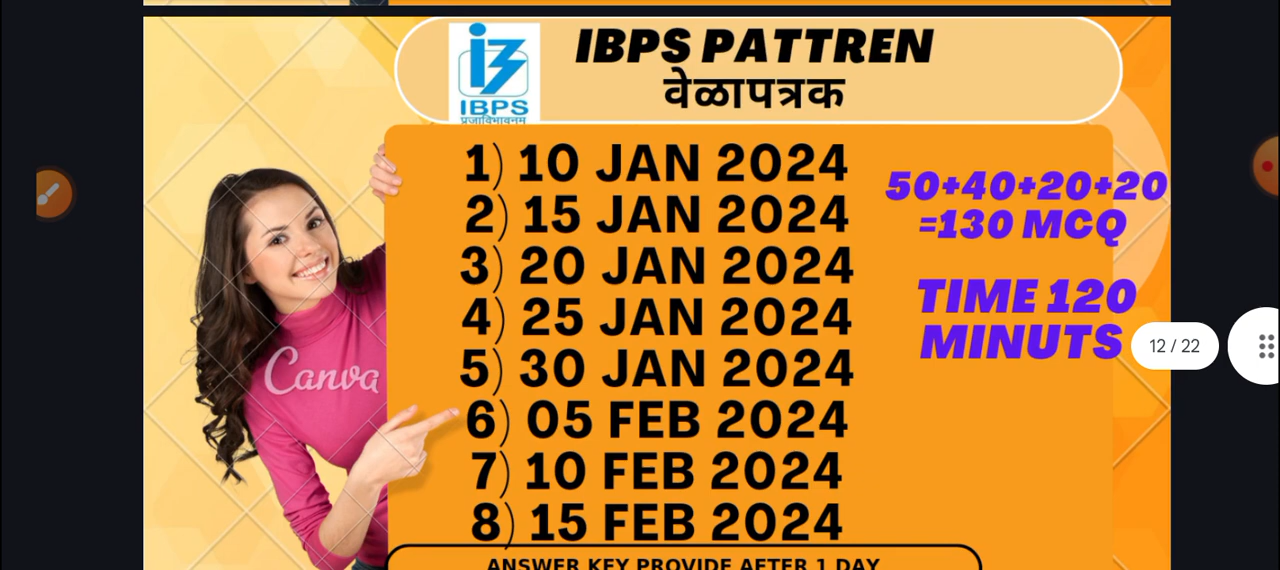 IBPS PATTREN
वेळापत्रक
IBPS
प्रज्ञाविभावनम्
1) 10 JAN 2024
2) 15 JAN 2024
3) 20 JAN 2024
4) 25 JAN 2024
5) 30 JAN 2024
6) 05 FEB 2024
7) 10 FEB 2024
8) 15 FEB 2024
50+40+20+20
=130 MCQ
TIME 120
MINUTS
12 / 22
Canva
ANSWER KEY PROVIDE AFTER 1 DAY